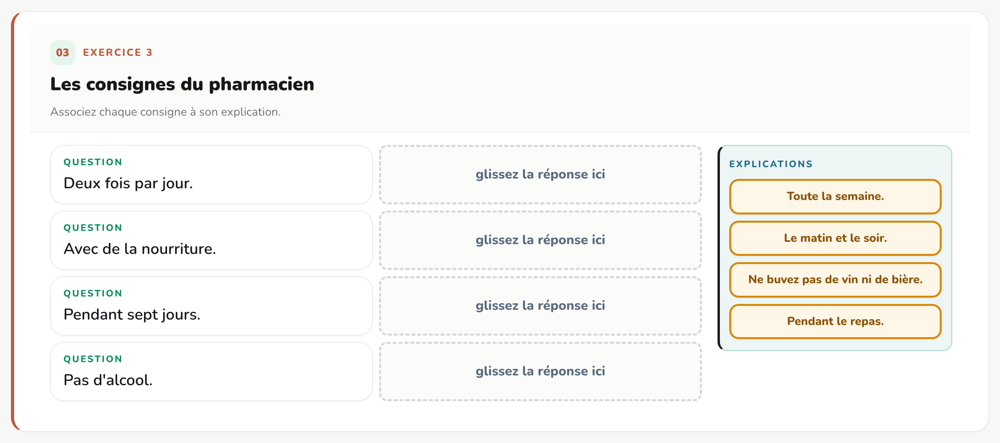 03 EXERCICE 3
Les consignes du pharmacien
Associez chaque consigne à son explication.
QUESTION
Deux fois par jour.
glissez la réponse ici
QUESTION
Avec de la nourriture.
glissez la réponse ici
QUESTION
Pendant sept jours.
glissez la réponse ici
QUESTION
Pas d'alcool.
glissez la réponse ici
EXPLICATIONS
Toute la semaine.
Le matin et le soir.
Ne buvez pas de vin ni de bière.
Pendant le repas.